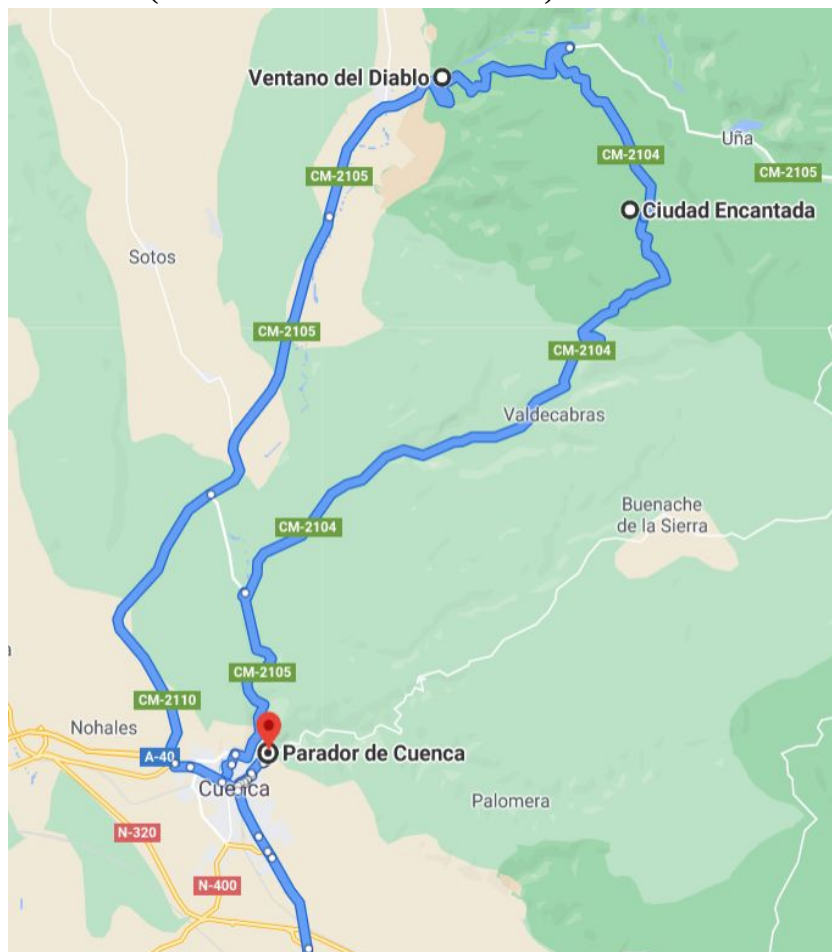 Ventano del Diablo
Uña
CM-2104
CM-2105
CM-2105
Ciudad Encantada
Sotos
CM-2105
CM-2104
Valdecabras
Buenache
de la Sierra
CM-2104
CM-2105
CM-2110
Nohales
A-40
Parador de Cuenca
Cuenca
Palomera
N-320
N-400